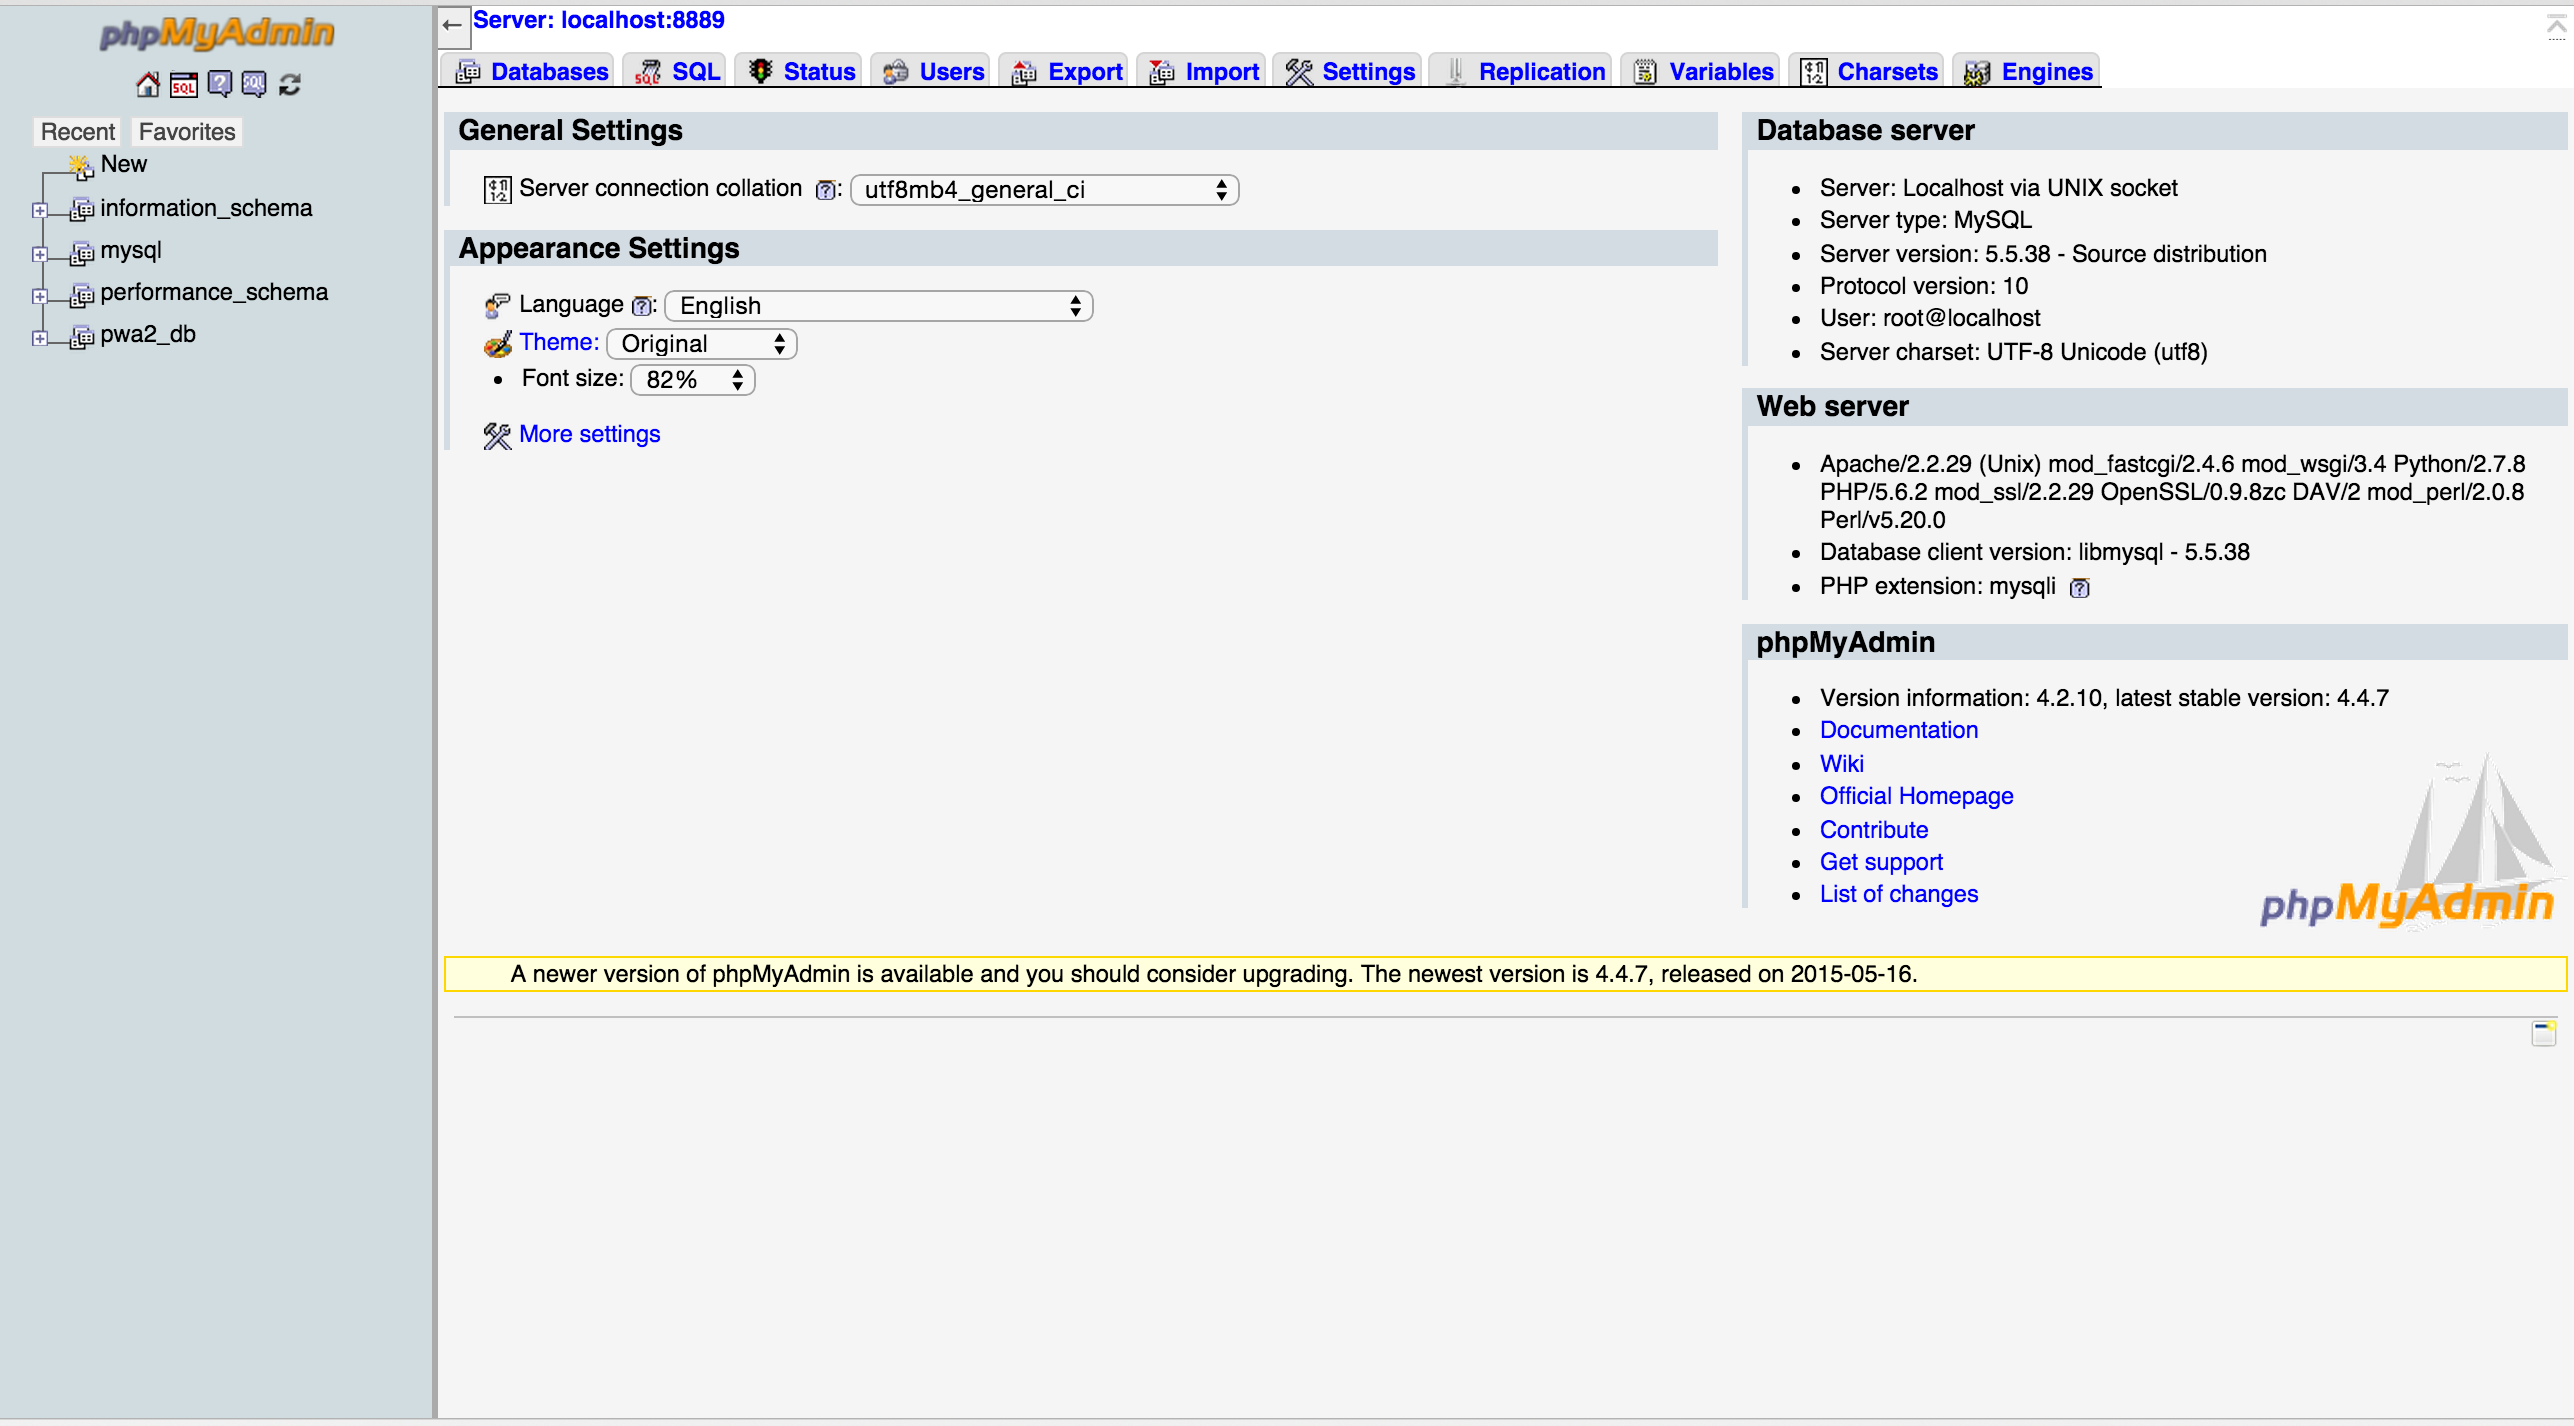 phpMyAdmin
Recent Favorites
New
information_schema
mysql
performance_schema
pwa2_db
Server: localhost:8889
Databases SQL Status Users Export Import Settings Replication Variables Charsets Engines
General Settings
Server connection collation : utf8mb4_general_ci
Appearance Settings
Language : English
Theme: Original
Font size: 82%
More settings
Database server
Server: Localhost via UNIX socket
Server type: MySQL
Server version: 5.5.38 - Source distribution
Protocol version: 10
User: root@localhost
Server charset: UTF-8 Unicode (utf8)
Web server
Apache/2.2.29 (Unix) mod_fastcgi/2.4.6 mod_wsgi/3.4 Python/2.7.8
PHP/5.6.2 mod_ssl/2.2.29 OpenSSL/0.9.8zc DAV/2 mod_perl/2.0.8
Perl/v5.20.0
Database client version: libmysql - 5.5.38
PHP extension: mysqli
phpMyAdmin
Version information: 4.2.10, latest stable version: 4.4.7
Documentation
Wiki
Official Homepage
Contribute
Get support
List of changes
phpMyAdmin
A newer version of phpMyAdmin is available and you should consider upgrading. The newest version is 4.4.7, released on 2015-05-16.